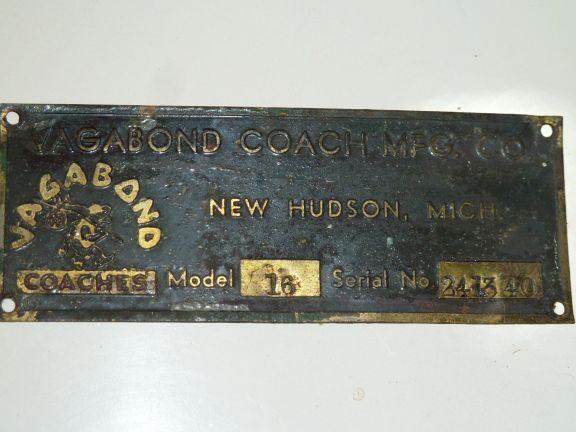 VAGABOND COACH MFG. CO.
NEW HUDSON, MICH.
VAGABOND
COACHES
Model 16 Serial No. 241340